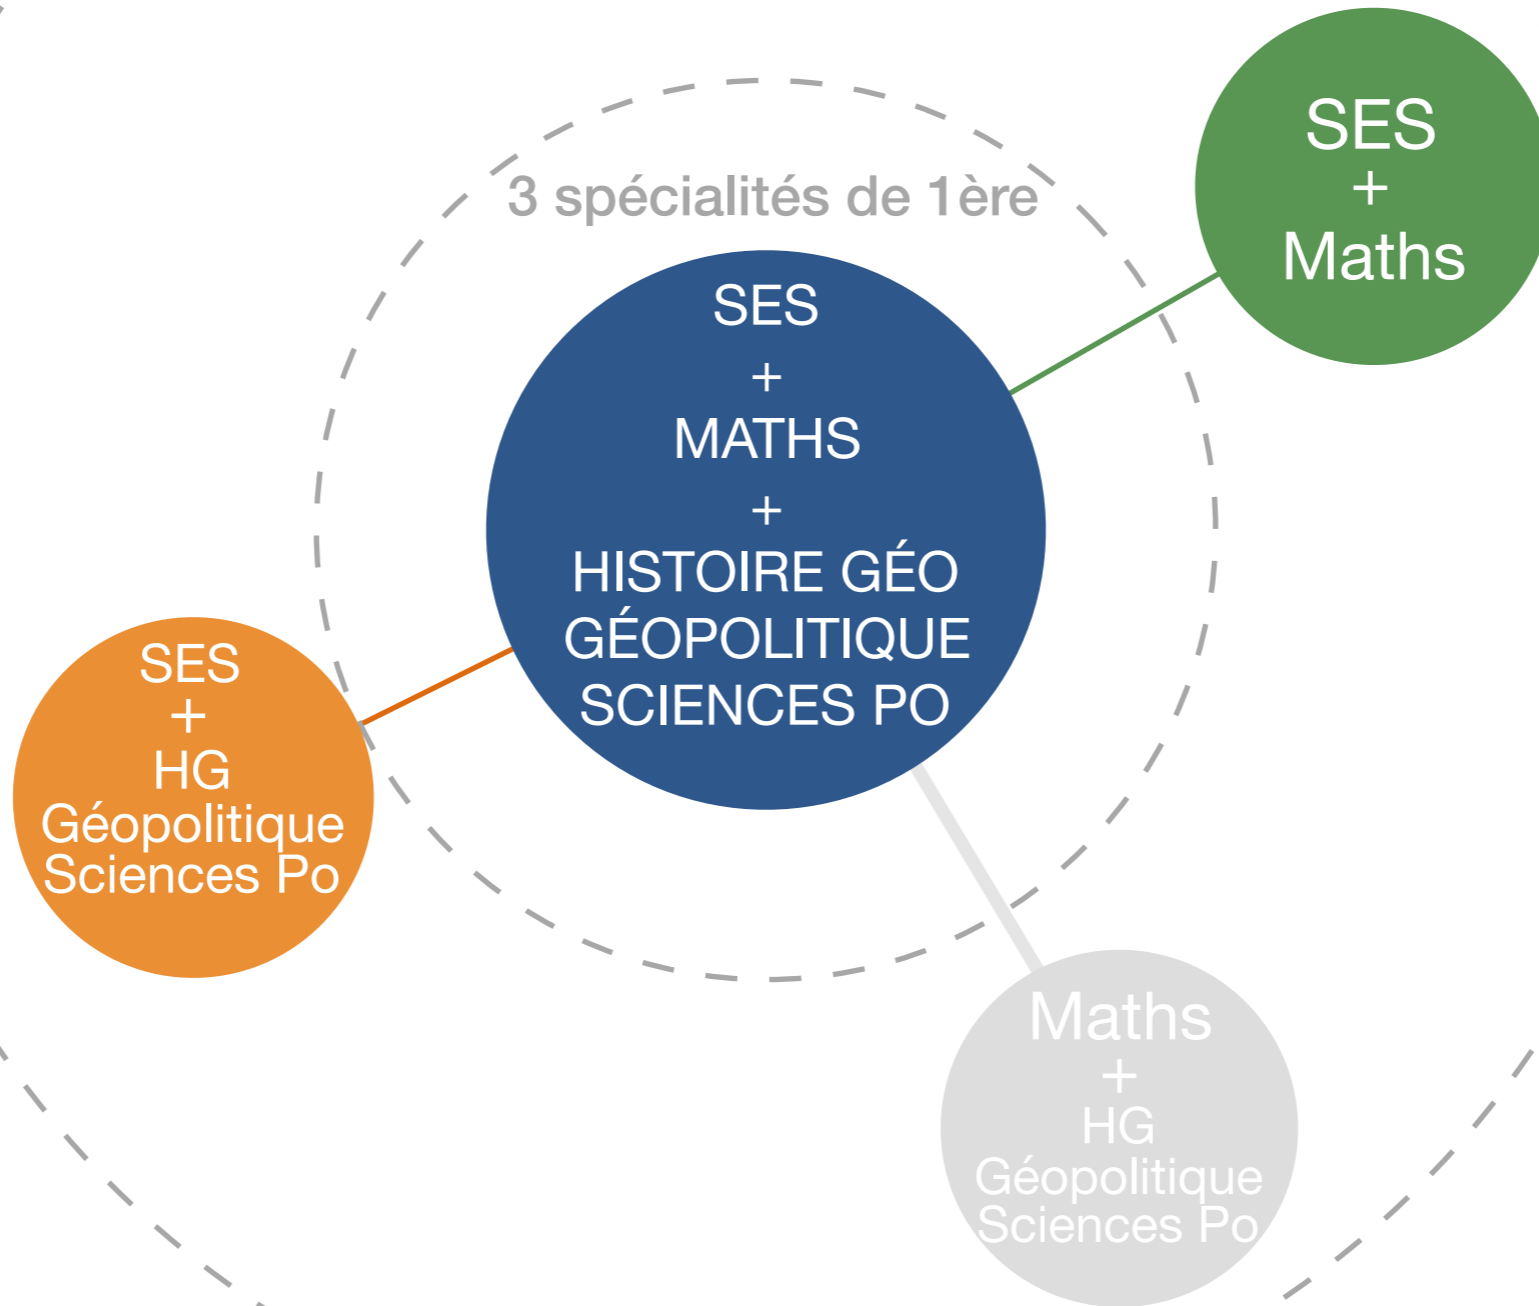 3 spécialités de 1ère
SES
+
MATHS
+
HISTOIRE GÉO
GÉOPOLITIQUE
SCIENCES PO
SES
+
Maths
SES
+
HG
Géopolitique
Sciences Po
Maths
+
HG
Géopolitique
Sciences Po